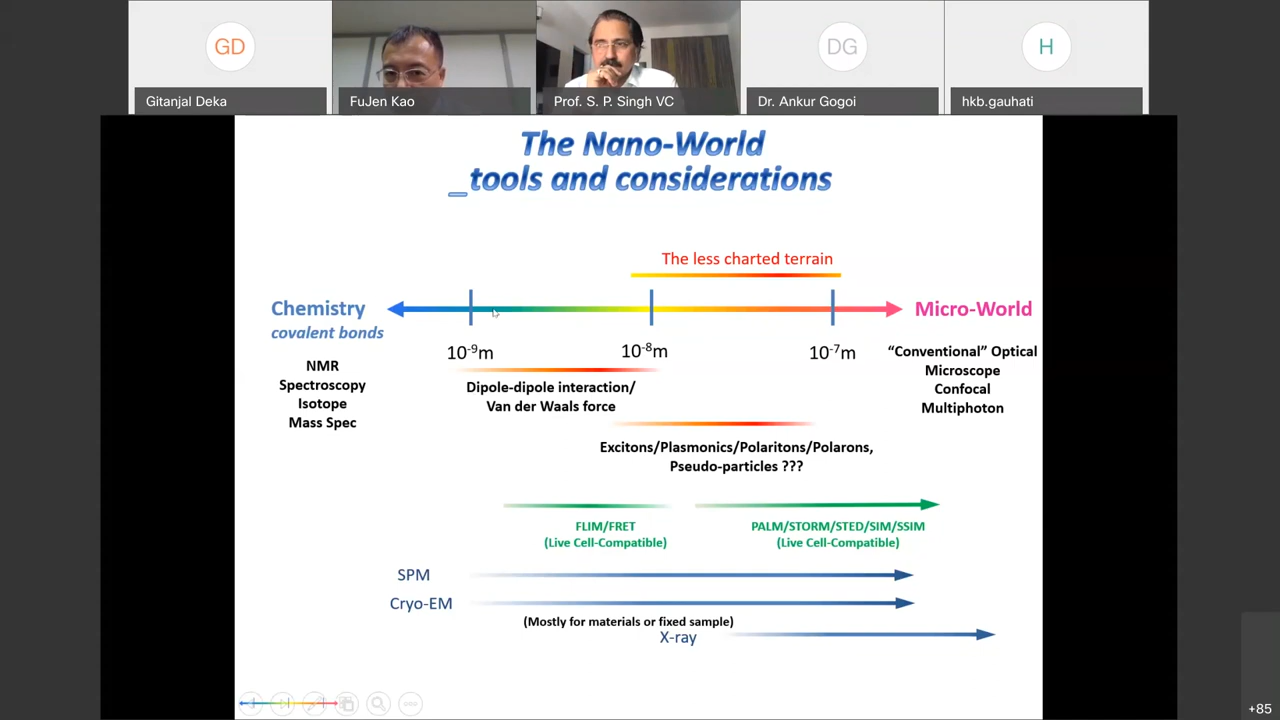 GD
DG
H
Gitanjal Deka
FuJen Kao
Prof. S. P. Singh VC
Dr. Ankur Gogoi
hkb.gauhati
The Nano-World
_tools and considerations
The less charted terrain
Chemistry
covalent bonds
Micro-World
NMR
Spectroscopy
Isotope
Mass Spec
10-9m
10-8m
10-7m
"Conventional" Optical
Microscope
Confocal
Multiphoton
Dipole-dipole interaction/
Van der Waals force
Excitons/Plasmonics/Polaritons/Polarons,
Pseudo-particles ???
FLIM/FRET
(Live Cell-Compatible)
PALM/STORM/STED/SIM/SSIM
(Live Cell-Compatible)
SPM
Cryo-EM
(Mostly for materials or fixed sample)
X-ray
+85